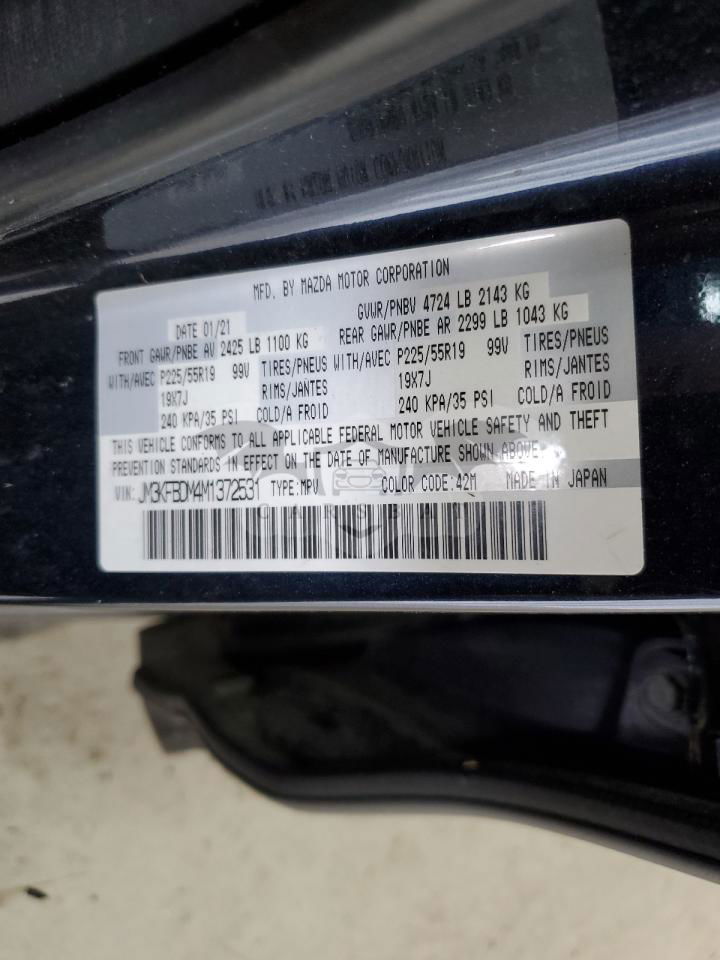 MFD. BY MAZDA MOTOR CORPORATION
DATE 01/21 GVWR/PNBV 4724 LB 2143 KG
FRONT GAWR/PNBE AV 2425 LB 1100 KG REAR GAWR/PNBE AR 2299 LB 1043 KG
WITH/AVEC P225/55R19 99V TIRES/PNEUS WITH/AVEC P225/55R19 99V TIRES/PNEUS
19X7J RIMS/JANTES 19X7J RIMS/JANTES
240 KPA/35 PSI COLD/A FROID 240 KPA/35 PSI COLD/A FROID
THIS VEHICLE CONFORMS TO ALL APPLICABLE FEDERAL MOTOR VEHICLE SAFETY AND THEFT
PREVENTION STANDARDS IN EFFECT ON THE DATE OF MANUFACTURE SHOWN ABOVE.
VIN: JM3KFBDM4M1372531 TYPE:MPV COLOR CODE:42M MADE IN JAPAN